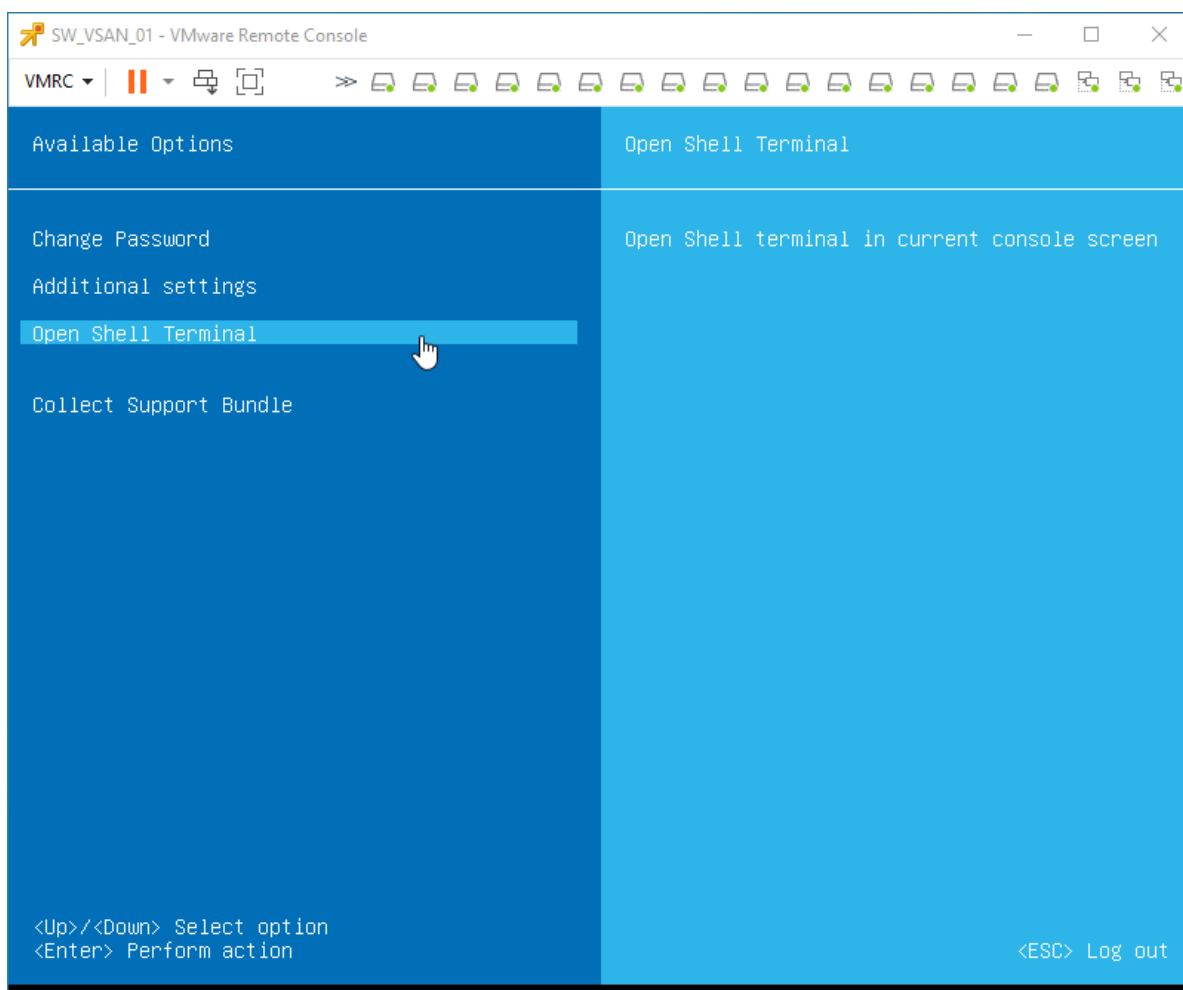 SW_VSAN_01 - VMware Remote Console
VMRC
Available Options
Open Shell Terminal
Change Password
Open Shell terminal in current console screen
Additional settings
Open Shell Terminal
Collect Support Bundle
<Up>/<Down> Select option
<Enter> Perform action
<ESC> Log out